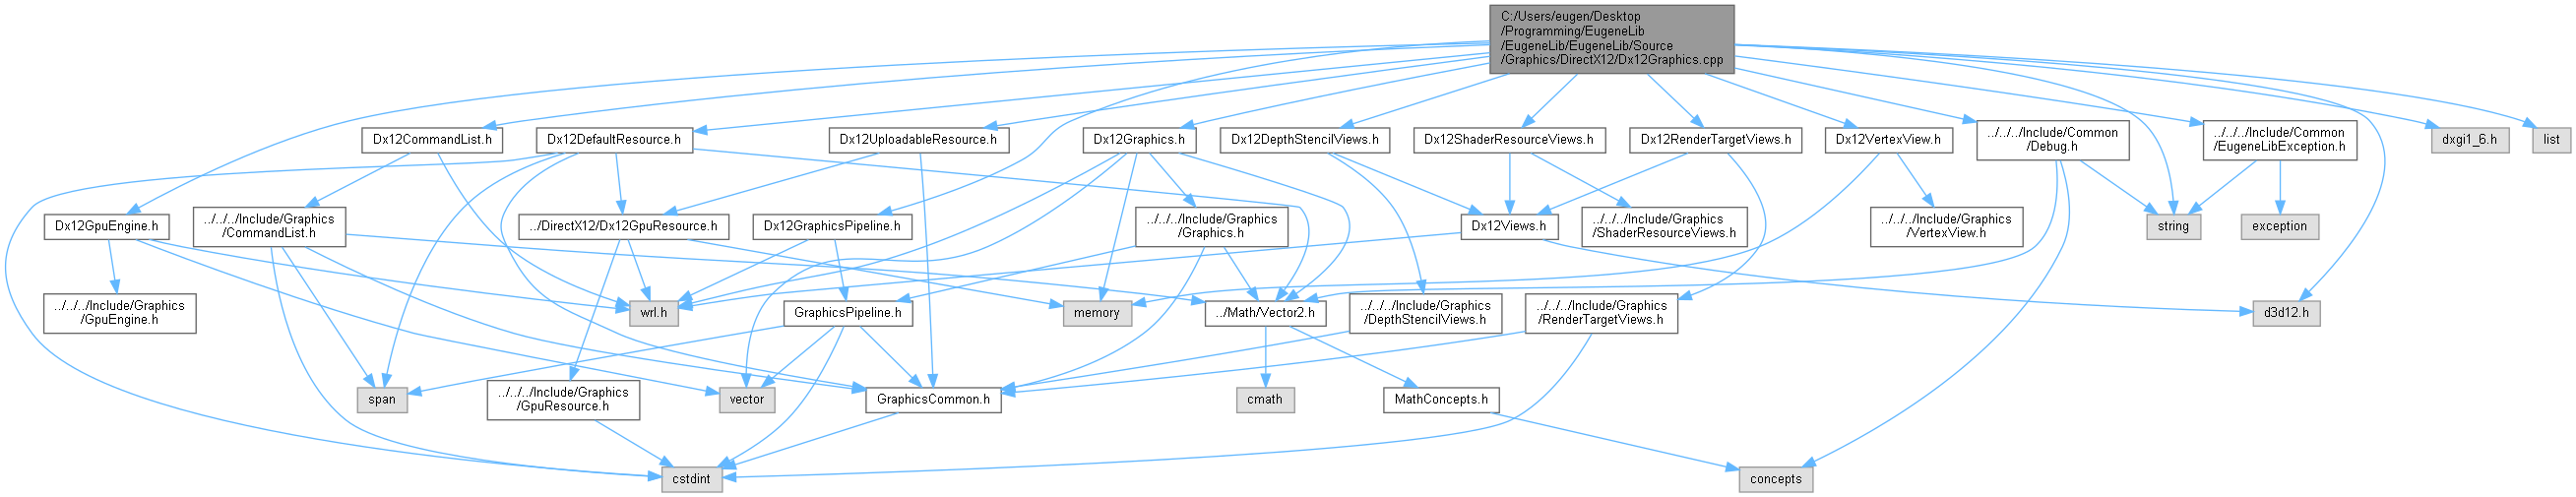 C:/Users/eugen/Desktop
/Programming/EugeneLib
/EugeneLib/EugeneLib/Source
/Graphics/DirectX12/Dx12Graphics.cpp
Dx12CommandList.h
Dx12DefaultResource.h
Dx12UploadableResource.h
Dx12Graphics.h
Dx12DepthStencilViews.h
Dx12ShaderResourceViews.h
Dx12RenderTargetViews.h
Dx12VertexView.h
../../../Include/Common
/Debug.h
../../../Include/Common
/EugeneLibException.h
dxgi1_6.h
list
Dx12GpuEngine.h
../../../Include/Graphics
/CommandList.h
../DirectX12/Dx12GpuResource.h
Dx12GraphicsPipeline.h
../../../Include/Graphics
/Graphics.h
Dx12Views.h
../../../Include/Graphics
/ShaderResourceViews.h
../../../Include/Graphics
/VertexView.h
string
exception
../../../Include/Graphics
/GpuEngine.h
wrl.h
GraphicsPipeline.h
memory
../Math/Vector2.h
../../../Include/Graphics
/DepthStencilViews.h
../../../Include/Graphics
/RenderTargetViews.h
d3d12.h
span
../../../Include/Graphics
/GpuResource.h
vector
GraphicsCommon.h
cmath
MathConcepts.h
cstdint
concepts